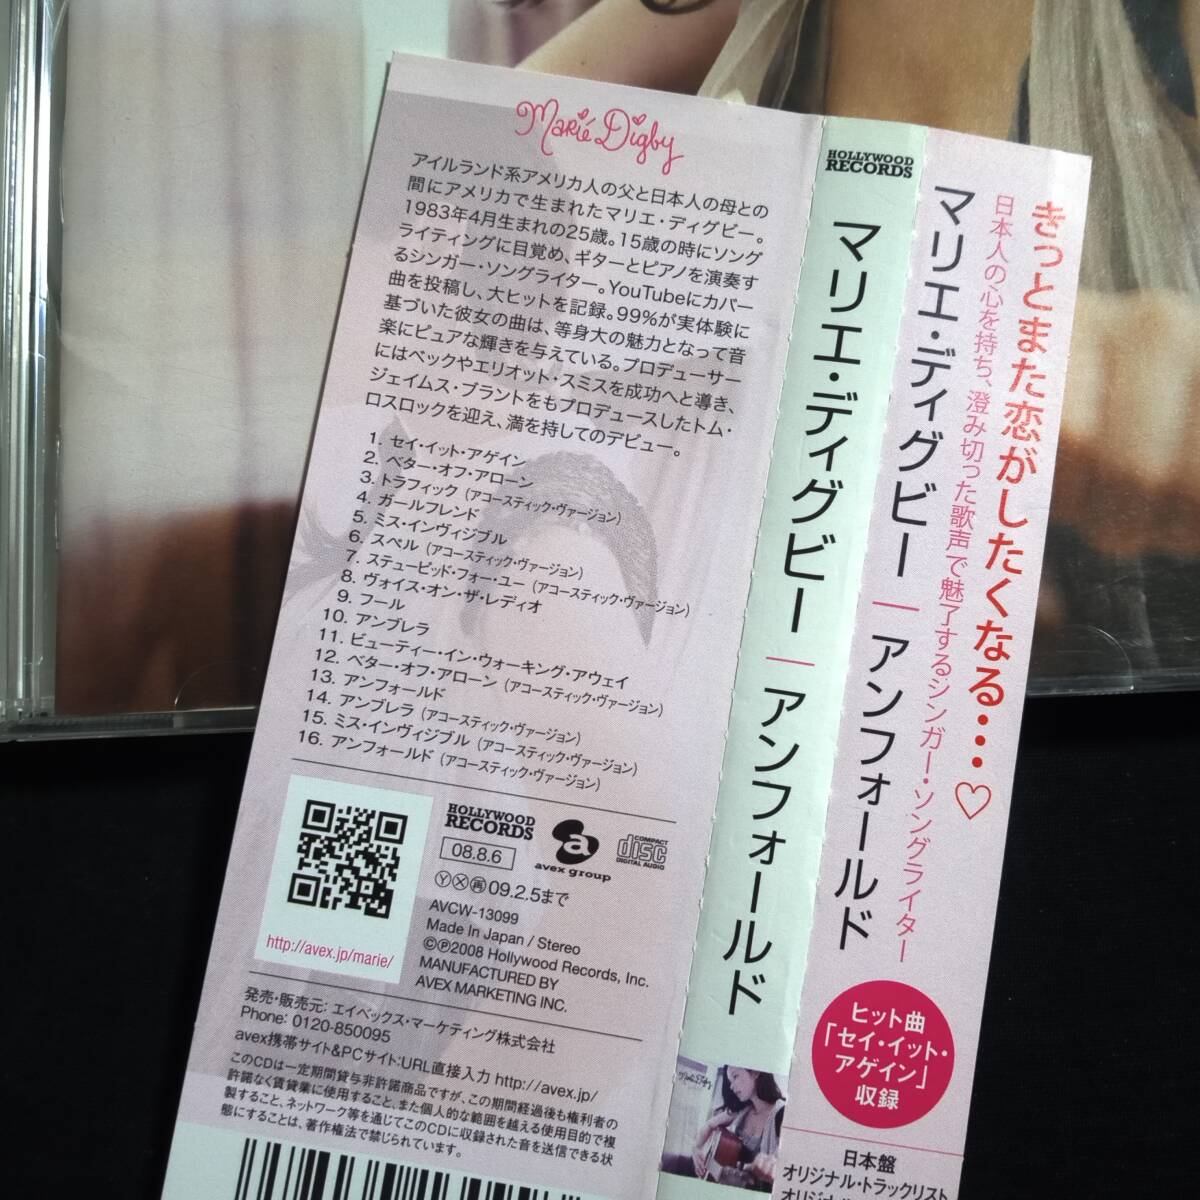 Marié Digby
アイルランド系アメリカ人の父と日本人の母との
間にアメリカで生まれたマリエ・ディグビー。
1983年4月生まれの25歳。15歳の時にソング
ライティングに目覚め、ギターとピアノを演奏す
るシンガー・ソングライター。YouTubeにカバー
曲を投稿し、大ヒットを記録。99%が実体験に
基づいた彼女の曲は、等身大の魅力となって音
楽にピュアな輝きを与えている。プロデューサー
にはベックやエリオット・スミスを成功へと導き、
ジェイムス・ブラントをもプロデュースしたトム・
ロスロックを迎え、満を持してのデビュー。
1. セイ・イット・アゲイン
2. ベター・オフ・アローン
3. トラフィック (アコースティック・ヴァージョン)
4. ガールフレンド
5. ミス・インヴィジブル
6. スペル (アコースティック・ヴァージョン)
7. ステューピッド・フォー・ユー (アコースティック・ヴァージョン)
8. ヴォイス・オン・ザ・レディオ
9. フール
10. アンブレラ
11. ビューティー・イン・ウォーキング・アウェイ
12. ベター・オフ・アローン (アコースティック・ヴァージョン)
13. アンフォールド
14. アンブレラ (アコースティック・ヴァージョン)
15. ミス・インヴィジブル (アコースティック・ヴァージョン)
16. アンフォールド (アコースティック・ヴァージョン)
http://avex.jp/marie/
HOLLYWOOD
RECORDS
a
avex group
COMPACT
disc
DIGITAL AUDIO
08.8.6
Ⓨ Ⓧ ㊢09.2.5まで
AVCW-13099
Made In Japan / Stereo
©℗2008 Hollywood Records, Inc.
MANUFACTURED BY
AVEX MARKETING INC.
発売・販売元: エイベックス・マーケティング株式会社
Phone: 0120-850095
avex携帯サイト&PCサイト:URL直接入力 http://avex.jp/
このCDは一定期間貸与非許諾商品ですが、この期間経過後も権利者の
許諾なく賃貸業に使用すること、また個人的な範囲を越える使用目的で複
製すること、ネットワーク等を通じてこのCDに収録された音を送信できる状
態にすることは、著作権法で禁じられています。
HOLLYWOOD
RECORDS
マリエ・ディグビー | アンフォールド
Marié Digby
きっとまた恋がしたくなる・・・♡
日本人の心を持ち、澄み切った歌声で魅了するシンガー・ソングライター
マリエ・ディグビー | アンフォールド
ヒット曲
「セイ・イット・
アゲイン」
収録
日本盤
オリジナル・トラックリスト